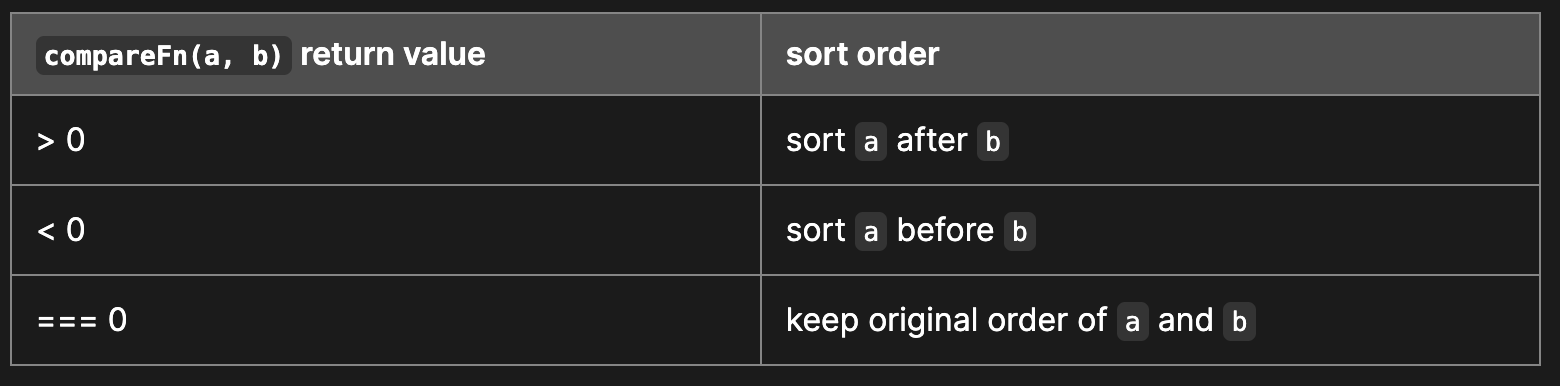 compareFn(a, b) return value sort order
> 0 sort a after b
< 0 sort a before b
=== 0 keep original order of a and b